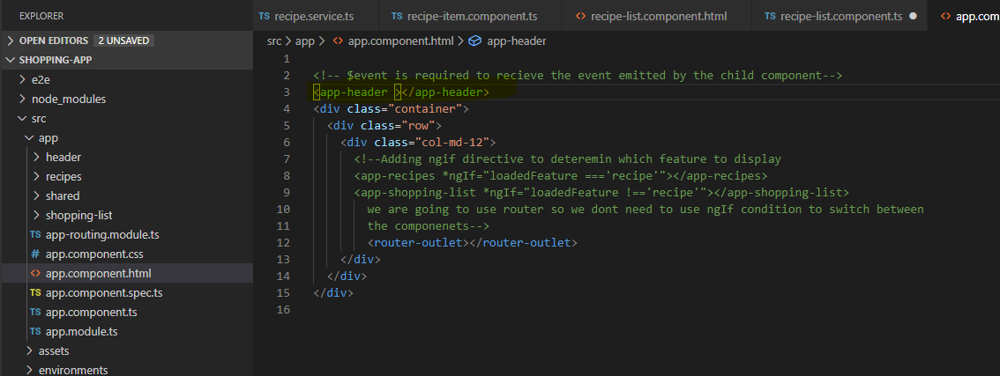 EXPLORER
OPEN EDITORS 2 UNSAVED
SHOPPING-APP
e2e
node_modules
src
app
header
recipes
shared
shopping-list
TS app-routing.module.ts
# app.component.css
<> app.component.html
TS app.component.spec.ts
TS app.component.ts
TS app.module.ts
assets
environments
TS recipe.service.ts TS recipe-item.component.ts <> recipe-list.component.html TS recipe-list.component.ts ● <> app.com
src > app > <> app.component.html > app-header
1
2 <!-- $event is required to recieve the event emitted by the child component-->
3 <app-header ></app-header>
4 <div class="container">
5 <div class="row">
6 <div class="col-md-12">
7 <!--Adding ngif directive to deteremin which feature to display
8 <app-recipes *ngIf="loadedFeature ==='recipe'"></app-recipes>
9 <app-shopping-list *ngIf="loadedFeature !=='recipe'"></app-shopping-list>
10 we are going to use router so we dont need to use ngIf condition to switch between
11 the componenets-->
12 <router-outlet></router-outlet>
13 </div>
14 </div>
15 </div>
16